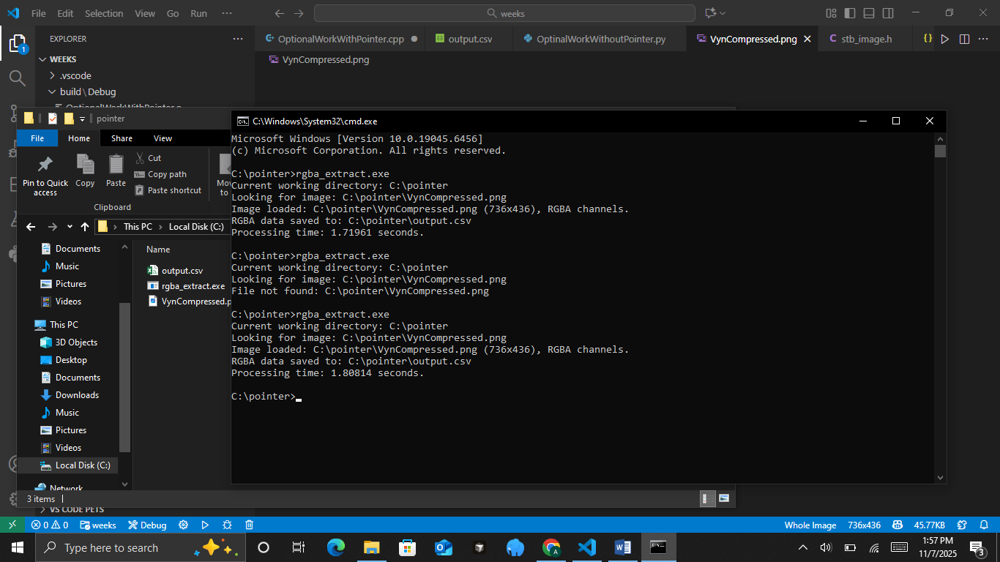 File Edit Selection View Go Run ···
weeks
EXPLORER ···
OptionalWorkWithPointer.cpp
output.csv
OptinalWorkWithoutPointer.py
VynCompressed.png
stb_image.h
WEEKS
VynCompressed.png
.vscode
build\Debug
OptionalWorkWithPointer.o
1
pointer
File Home Share View
Pin to Quick access
Copy
Paste
Cut
Copy path
Paste shortcut
Clipboard
This PC > Local Disk (C:)
Documents
Music
Pictures
Videos
This PC
3D Objects
Desktop
Documents
Downloads
Music
Pictures
Videos
Local Disk (C:)
Network
Name
output.csv
rgba_extract.exe
VynCompressed.p
3 items
C:\Windows\System32\cmd.exe
Microsoft Windows [Version 10.0.19045.6456]
(c) Microsoft Corporation. All rights reserved.
C:\pointer>rgba_extract.exe
Current working directory: C:\pointer
Looking for image: C:\pointer\VynCompressed.png
Image loaded: C:\pointer\VynCompressed.png (736x436), RGBA channels.
RGBA data saved to: C:\pointer\output.csv
Processing time: 1.71961 seconds.
C:\pointer>rgba_extract.exe
Current working directory: C:\pointer
Looking for image: C:\pointer\VynCompressed.png
File not found: C:\pointer\VynCompressed.png
C:\pointer>rgba_extract.exe
Current working directory: C:\pointer
Looking for image: C:\pointer\VynCompressed.png
Image loaded: C:\pointer\VynCompressed.png (736x436), RGBA channels.
RGBA data saved to: C:\pointer\output.csv
Processing time: 1.80814 seconds.
C:\pointer>
VS CODE PETS
0 0 weeks Debug
Whole Image 736x436 45.77KB
Type here to search
1:57 PM
11/7/2025
3